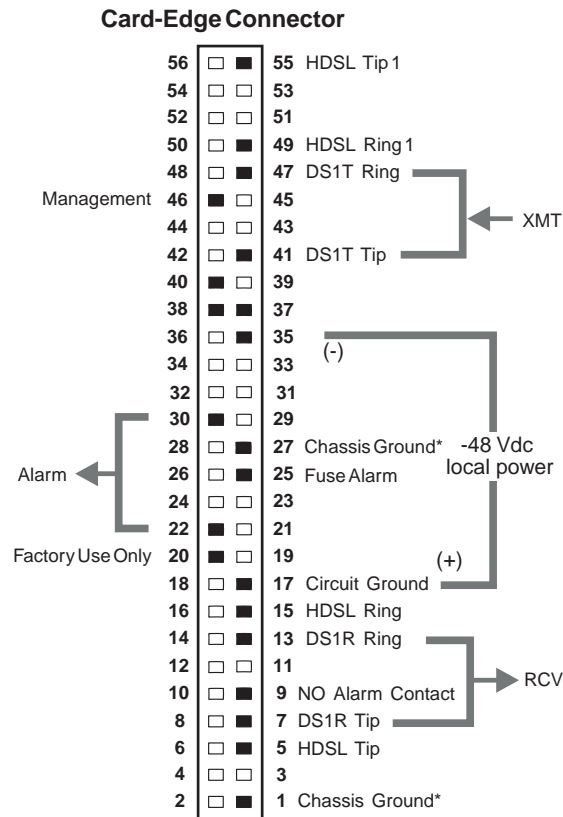 Card-Edge Connector
56 55 HDSL Tip 1
54 53
52 51
50 49 HDSL Ring 1
48 47 DS1T Ring
Management 46 45
XMT
44 43
42 41 DS1T Tip
40 39
38 37
36 35
(-)
34 33
32 31
30 29
28 27 Chassis Ground* -48 Vdc
Alarm 26 25 Fuse Alarm local power
24 23
22 21
Factory Use Only 20 19
(+)
18 17 Circuit Ground
16 15 HDSL Ring
14 13 DS1R Ring
12 11
RCV
10 9 NO Alarm Contact
8 7 DS1R Tip
6 5 HDSL Tip
4 3
2 1 Chassis Ground*